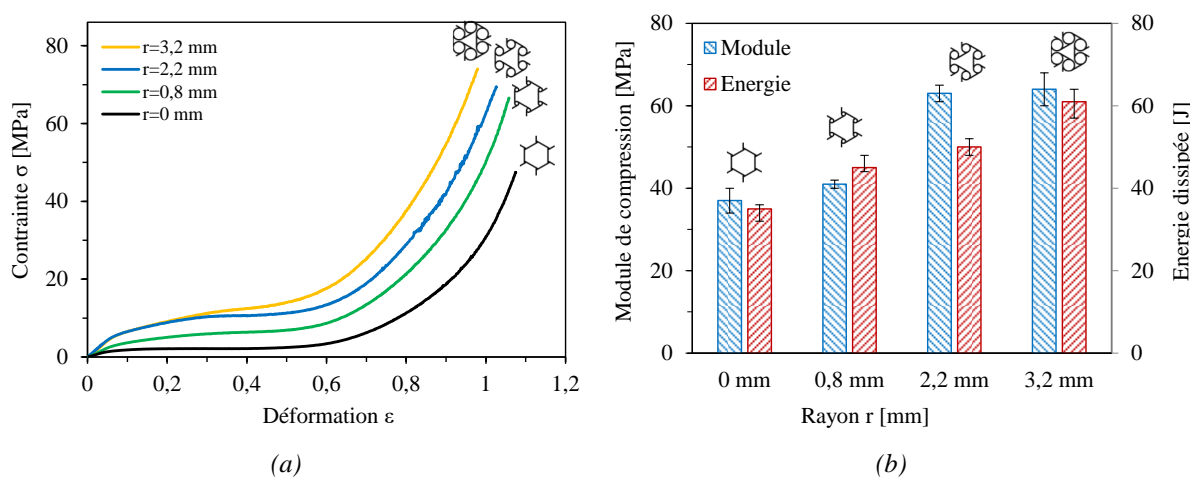 80
60
40
20
0
Contrainte σ [MPa]
r=3,2 mm
r=2,2 mm
r=0,8 mm
r=0 mm
0 0,2 0,4 0,6 0,8 1 1,2
Déformation ε
(a)
80
60
40
20
0
Module de compression [MPa]
Module
Energie
80
60
40
20
0
Energie dissipée [J]
0 mm 0,8 mm 2,2 mm 3,2 mm
Rayon r [mm]
(b)